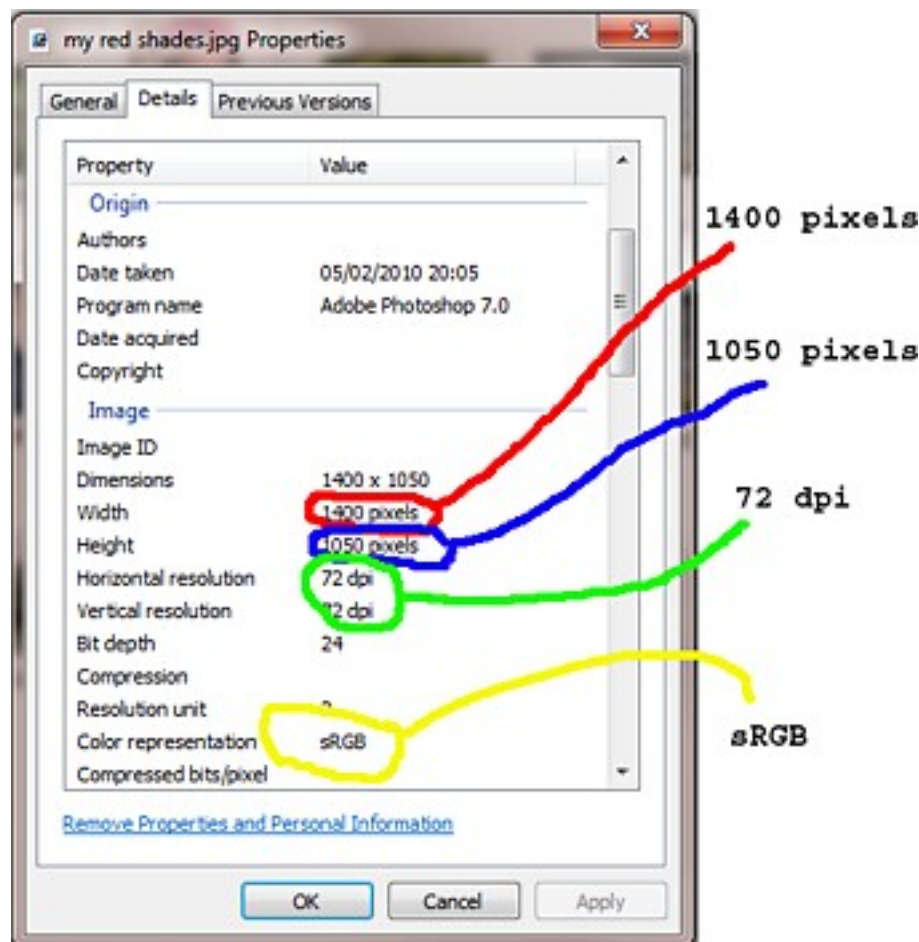 my red shades.jpg Properties
General Details Previous Versions
Property Value
Origin
Authors
Date taken 05/02/2010 20:05
Program name Adobe Photoshop 7.0
Date acquired
Copyright
Image
Image ID
Dimensions 1400 x 1050
Width 1400 pixels
Height 1050 pixels
Horizontal resolution 72 dpi
Vertical resolution 72 dpi
Bit depth 24
Compression
Resolution unit
Color representation sRGB
Compressed bits/pixel
Remove Properties and Personal Information
OK Cancel Apply
1400 pixels
1050 pixels
72 dpi
sRGB